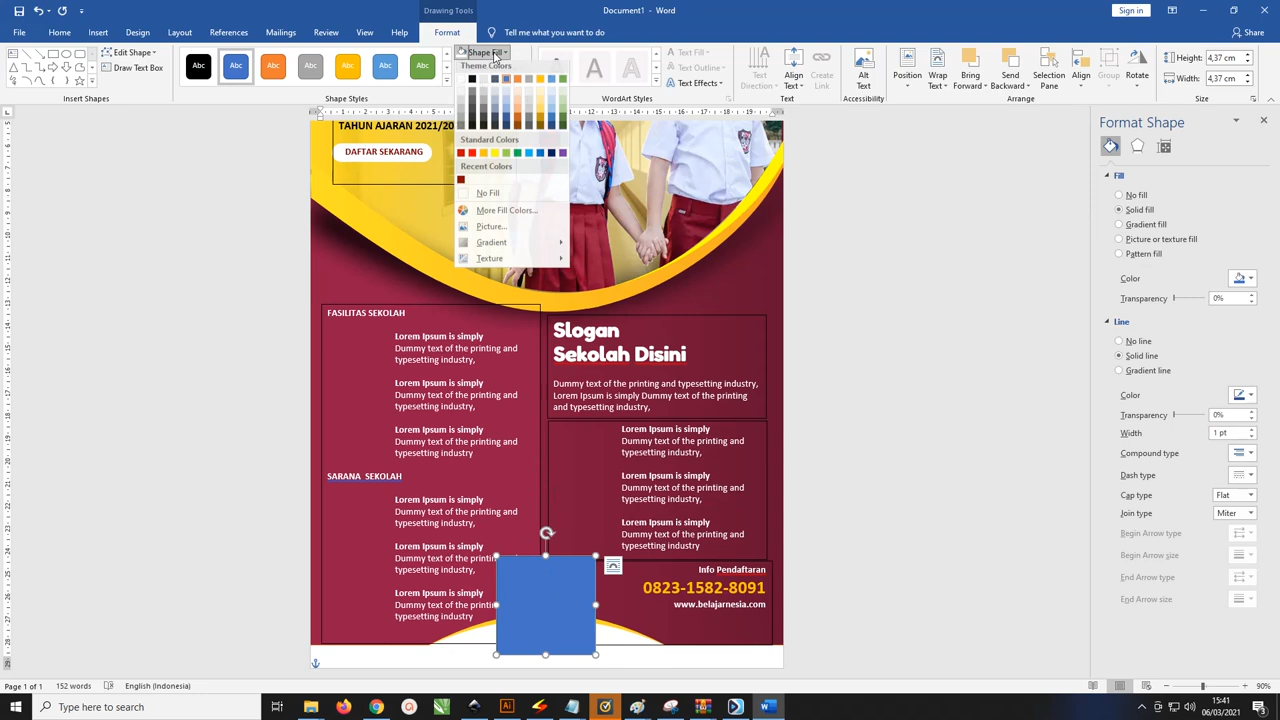 Drawing Tools
Document1 - Word
Sign in
File
Home
Insert
Draw
Design
Layout
References
Mailings
Review
View
Help
Format
Tell me what you want to do
Share
Edit Shape
Draw Text Box
Insert Shapes
Abc Abc Abc Abc Abc Abc Abc
Shape Styles
Shape Fill
Text Fill
Text Outline
Text Effects
WordArt Styles
Text Direction
Align Text
Create Link
Text
Alt Text
Accessibility
Position
Wrap Text
Bring Forward
Send Backward
Selection Pane
Align
Group
Rotate
Arrange
Height: 4,37 cm
Width: 4,37 cm
Size
Theme Colors
Standard Colors
Recent Colors
No Fill
More Fill Colors...
Picture...
Gradient
Texture
TAHUN AJARAN 2021/20
DAFTAR SEKARANG
FASILITAS SEKOLAH
Lorem Ipsum is simply
Dummy text of the printing and
typesetting industry,
Lorem Ipsum is simply
Dummy text of the printing and
typesetting industry,
Lorem Ipsum is simply
Dummy text of the printing and
typesetting industry
SARANA SEKOLAH
Lorem Ipsum is simply
Dummy text of the printing and
typesetting industry,
Lorem Ipsum is simply
Dummy text of the printin
typesetting industry,
Lorem Ipsum is simply
Dummy text of the printin
typesetting industry
Slogan
Sekolah Disini
Dummy text of the printing and typesetting industry,
Lorem Ipsum is simply Dummy text of the printing
and typesetting industry,
Lorem Ipsum is simply
Dummy text of the printing and
typesetting industry,
Lorem Ipsum is simply
Dummy text of the printing and
typesetting industry,
Lorem Ipsum is simply
Dummy text of the printing and
typesetting industry
Info Pendaftaran
0823-1582-8091
www.belajarnesia.com
Format Shape
Fill
No fill
Solid fill
Gradient fill
Picture or texture fill
Pattern fill
Color
Transparency 0%
Line
No line
Solid line
Gradient line
Color
Transparency 0%
Width 1 pt
Compound type
Dash type
Cap type Flat
Join type Miter
Begin Arrow type
Begin Arrow size
End Arrow type
End Arrow size
Page 1 of 1
152 words
English (Indonesia)
90%
Type here to search
15:41
06/03/2021